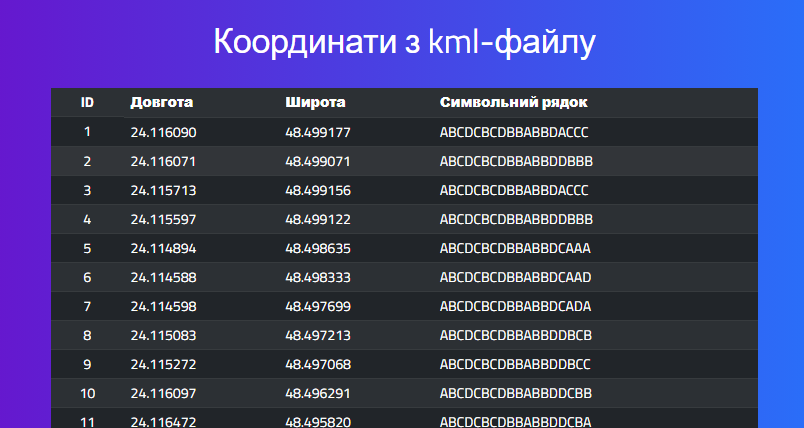 Координати з kml-файлу
ID Довгота Широта Символьний рядок
1 24.116090 48.499177 ABCDCBCDBBABBDACCC
2 24.116071 48.499071 ABCDCBCDBBABBDDBBB
3 24.115713 48.499156 ABCDCBCDBBABBDACCC
4 24.115597 48.499122 ABCDCBCDBBABBDDBBB
5 24.114894 48.498635 ABCDCBCDBBABBDCAAA
6 24.114588 48.498333 ABCDCBCDBBABBDCAAD
7 24.114598 48.497699 ABCDCBCDBBABBDCADA
8 24.115083 48.497213 ABCDCBCDBBABBDDBCB
9 24.115272 48.497068 ABCDCBCDBBABBDDBCC
10 24.116097 48.496291 ABCDCBCDBBABBDDCBB
11 24.116472 48.495820 ABCDCBCDBBABBDDCBA